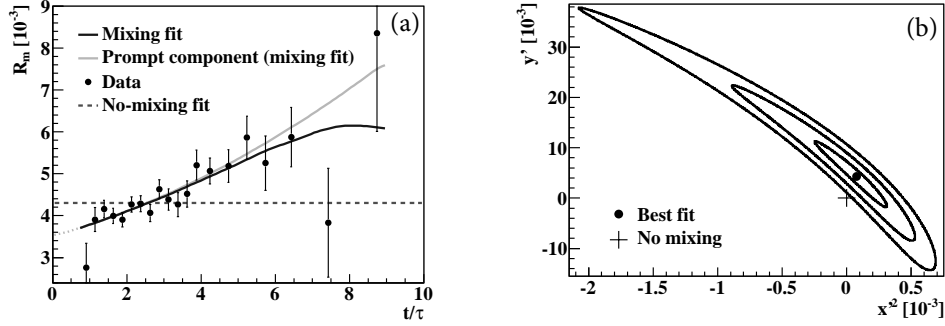 (a)
R_m [10⁻³]
9
8
7
6
5
4
3
Mixing fit
Prompt component (mixing fit)
Data
No-mixing fit
0 2 4 6 8 10
t/τ
(b)
y' [10⁻³]
30
20
10
0
-10
Best fit
No mixing
-2 -1.5 -1 -0.5 0 0.5
x'² [10⁻³]